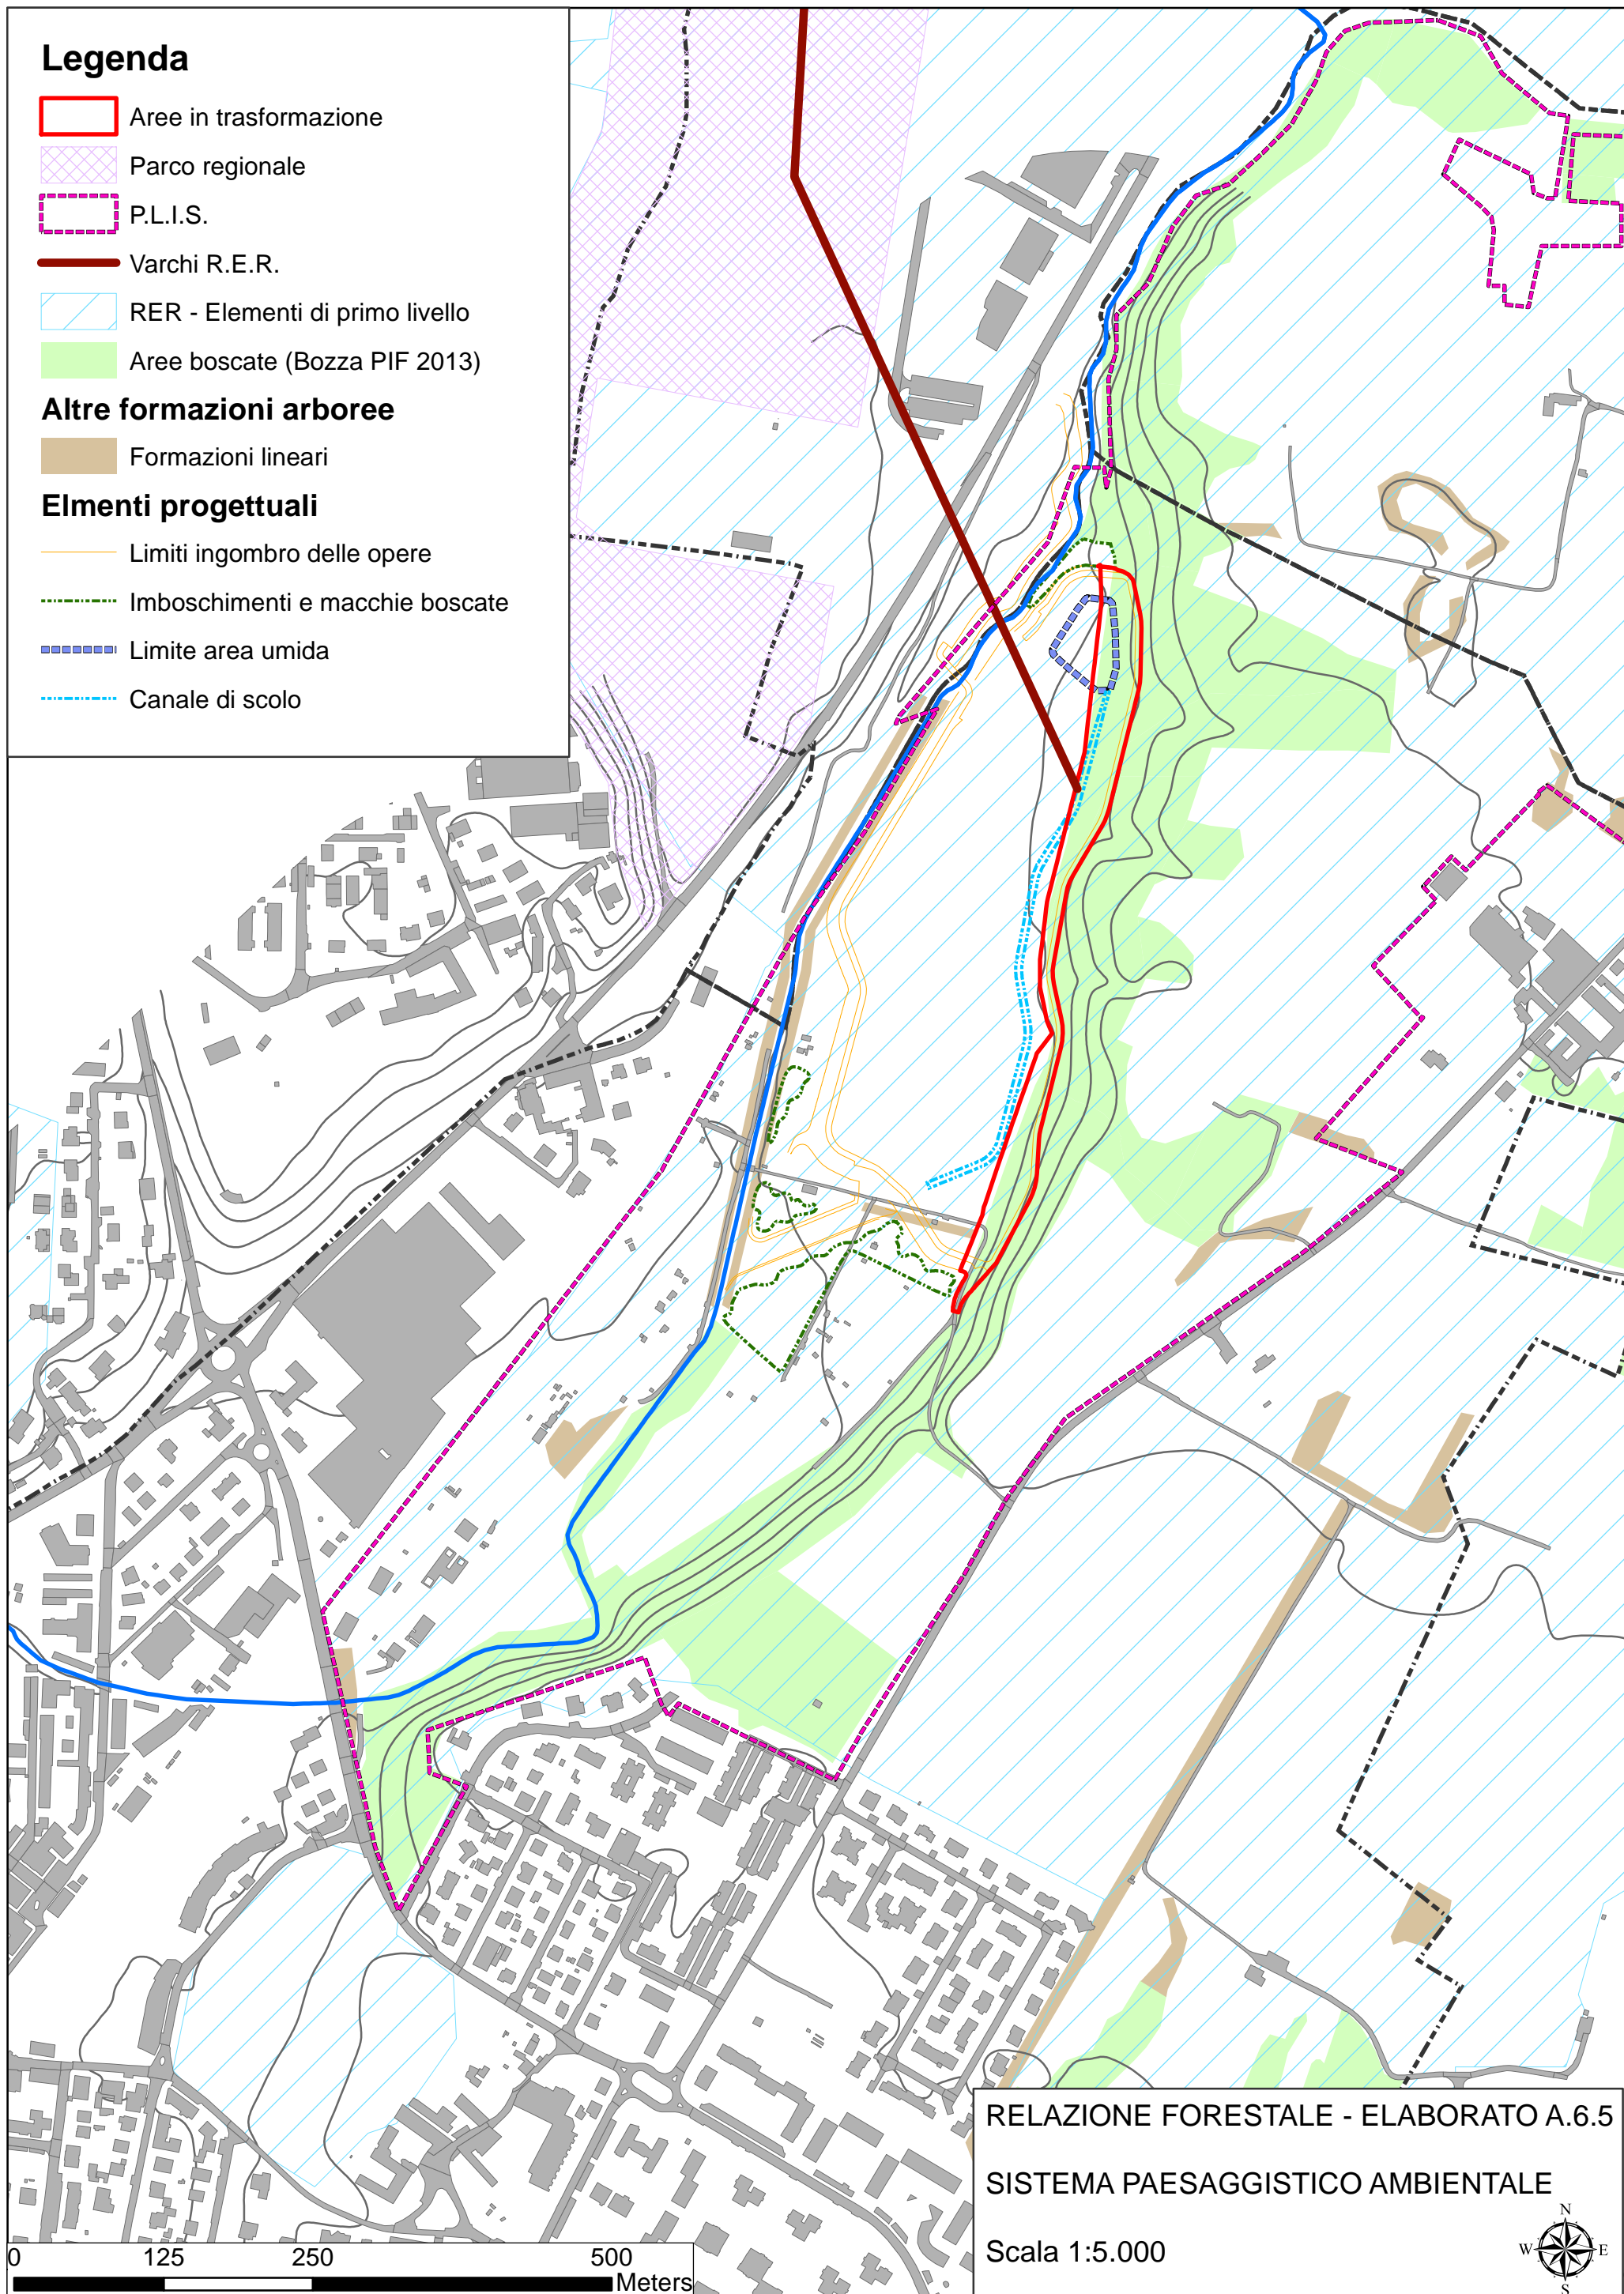 Legenda
Aree in trasformazione
Parco regionale
P.L.I.S.
Varchi R.E.R.
RER - Elementi di primo livello
Aree boscate (Bozza PIF 2013)
Altre formazioni arboree
Formazioni lineari
Elmenti progettuali
Limiti ingombro delle opere
Imboschimenti e macchie boscate
Limite area umida
Canale di scolo
RELAZIONE FORESTALE - ELABORATO A.6.5
SISTEMA PAESAGGISTICO AMBIENTALE
Scala 1:5.000
N
W E
S
0 125 250 500
Meters